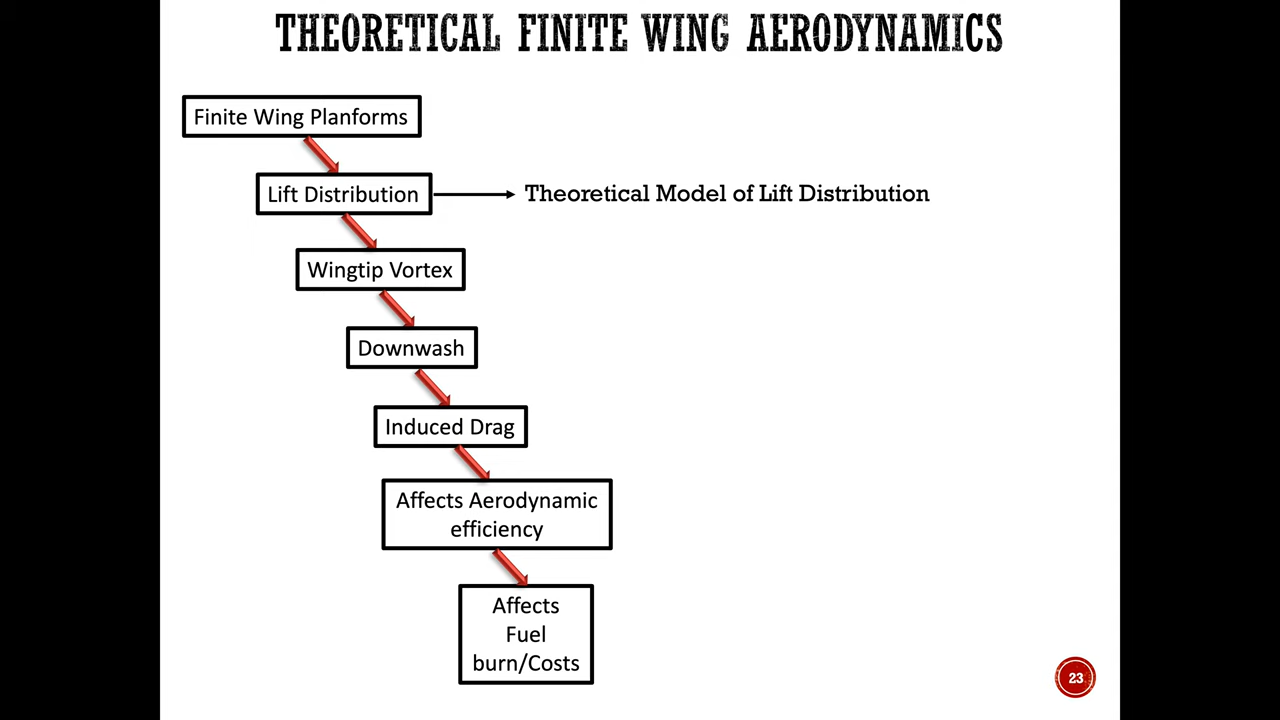 THEORETICAL FINITE WING AERODYNAMICS
Finite Wing Planforms
Lift Distribution
Theoretical Model of Lift Distribution
Wingtip Vortex
Downwash
Induced Drag
Affects Aerodynamic
efficiency
Affects
Fuel
burn/Costs
23